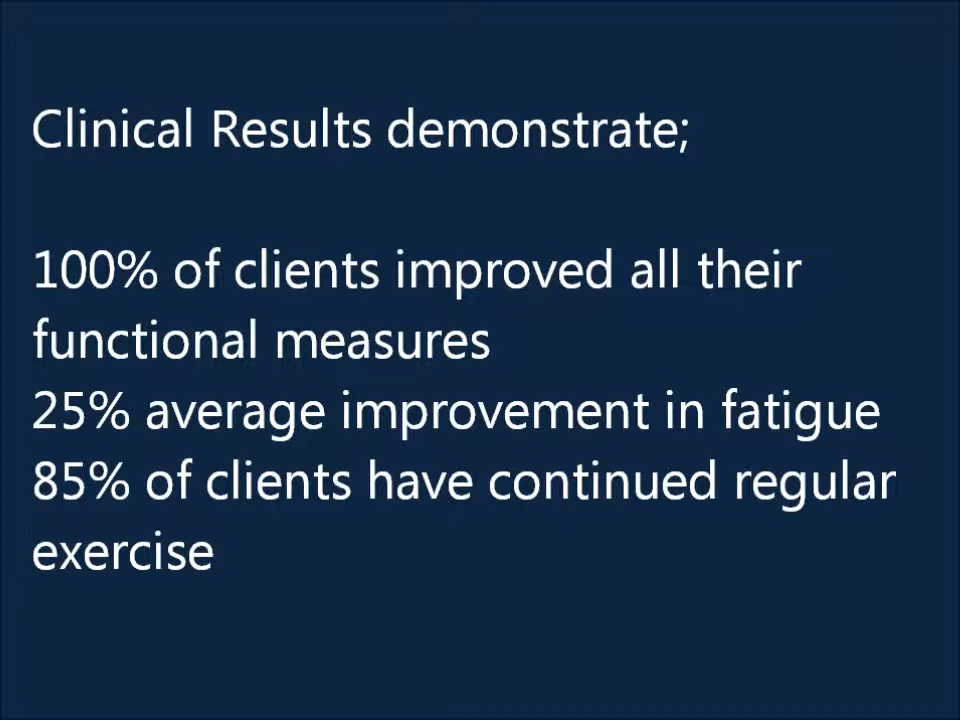 Clinical Results demonstrate;
100% of clients improved all their
functional measures
25% average improvement in fatigue
85% of clients have continued regular
exercise